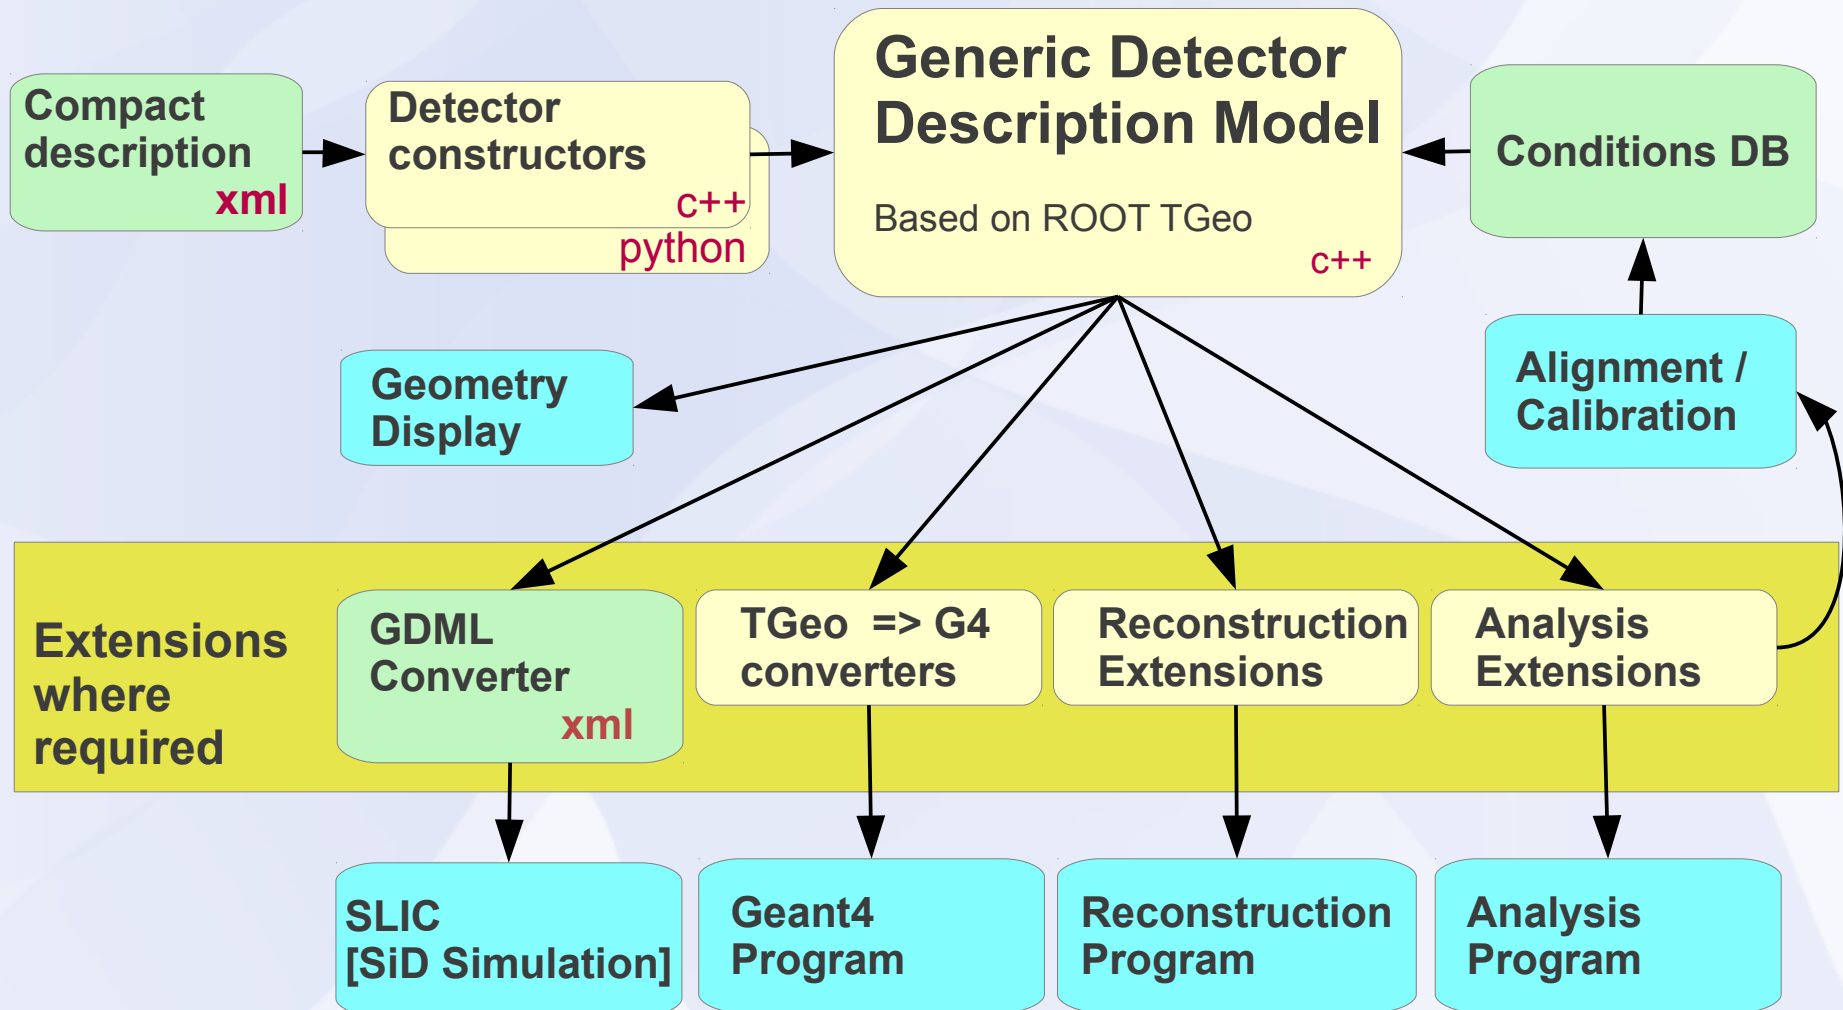 Compact
description
xml
Detector
constructors
c++
python
Generic Detector
Description Model
Based on ROOT TGeo
c++
Conditions DB
Geometry
Display
Alignment /
Calibration
Extensions
where
required
GDML
Converter
xml
TGeo => G4
converters
Reconstruction
Extensions
Analysis
Extensions
SLIC
[SiD Simulation]
Geant4
Program
Reconstruction
Program
Analysis
Program